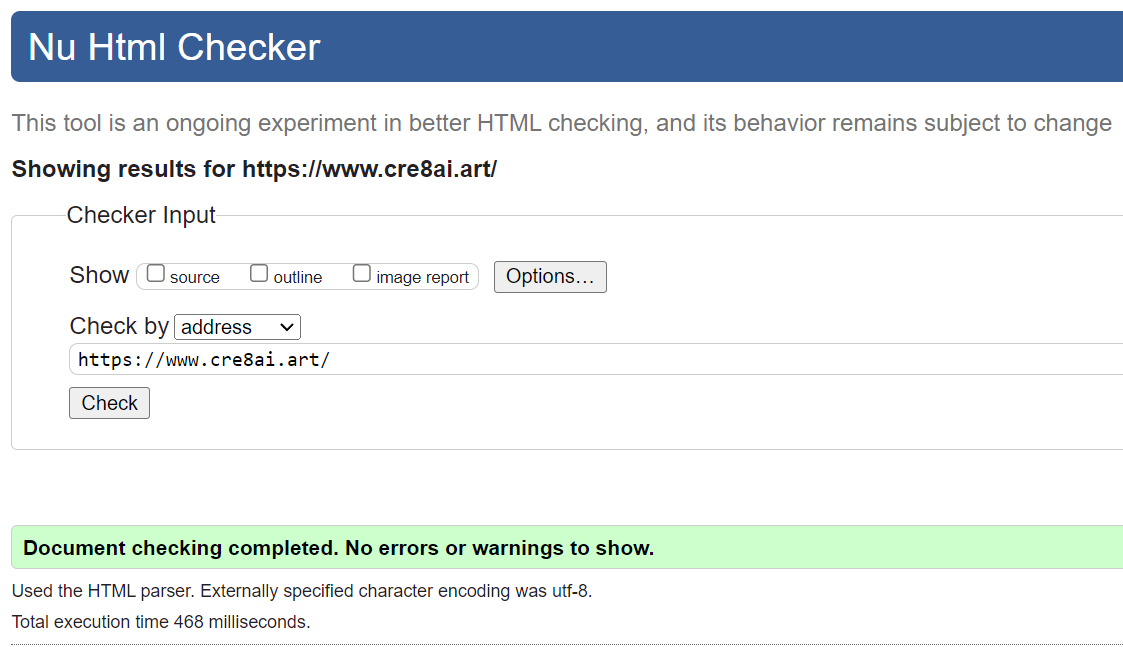 Nu Html Checker
This tool is an ongoing experiment in better HTML checking, and its behavior remains subject to change
Showing results for https://www.cre8ai.art/
Checker Input
Show source outline image report Options...
Check by address
https://www.cre8ai.art/
Check
Document checking completed. No errors or warnings to show.
Used the HTML parser. Externally specified character encoding was utf-8.
Total execution time 468 milliseconds.